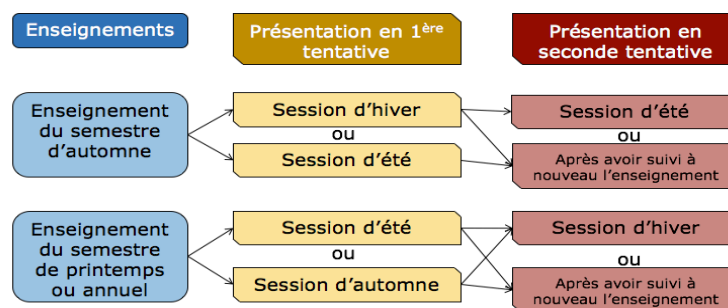 Enseignements
Présentation en 1ère
tentative
Présentation en
seconde tentative
Enseignement
du semestre
d'automne
Session d'hiver
ou
Session d'été
Session d'été
ou
Après avoir suivi à
nouveau l'enseignement
Enseignement
du semestre
de printemps
ou annuel
Session d'été
ou
Session d'automne
Session d'hiver
ou
Après avoir suivi à
nouveau l'enseignement